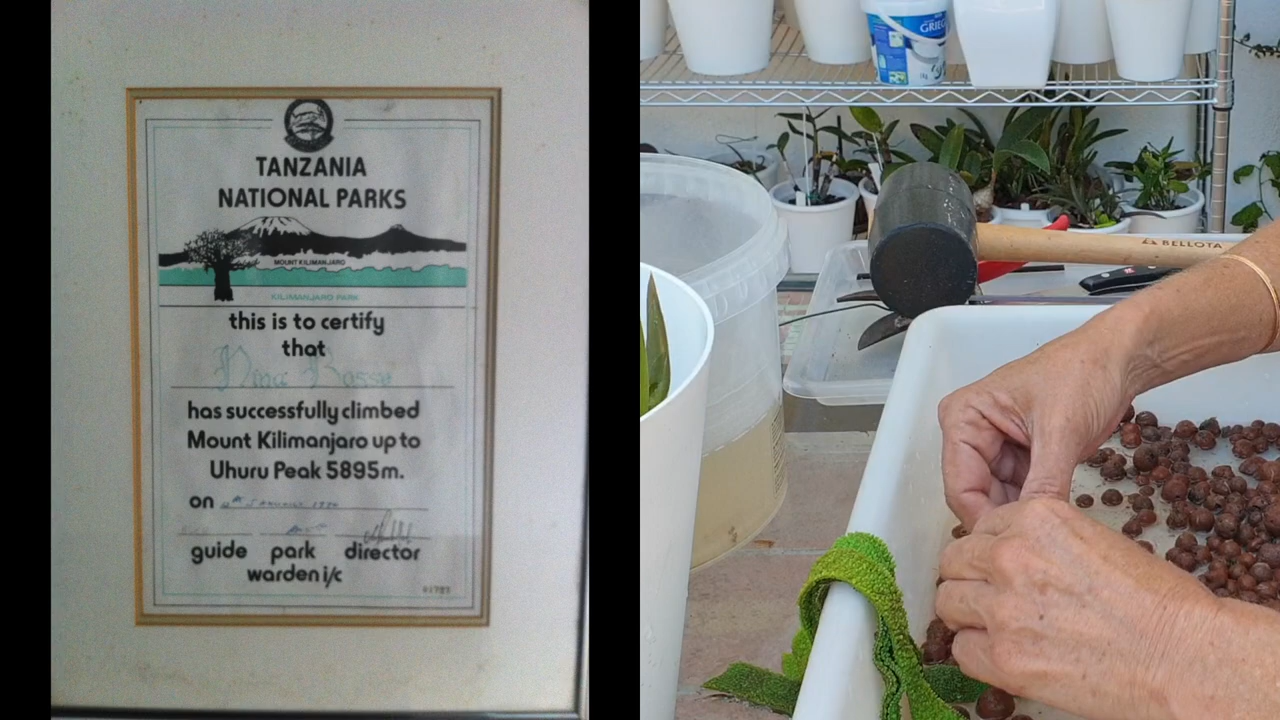 TANZANIA
NATIONAL PARKS
MOUNT KILIMANJARO
KILIMANJARO PARK
this is to certify
that
has successfully climbed
Mount Kilimanjaro up to
Uhuru Peak 5895m.
on
guide park director
warden i/c
BELLOTA